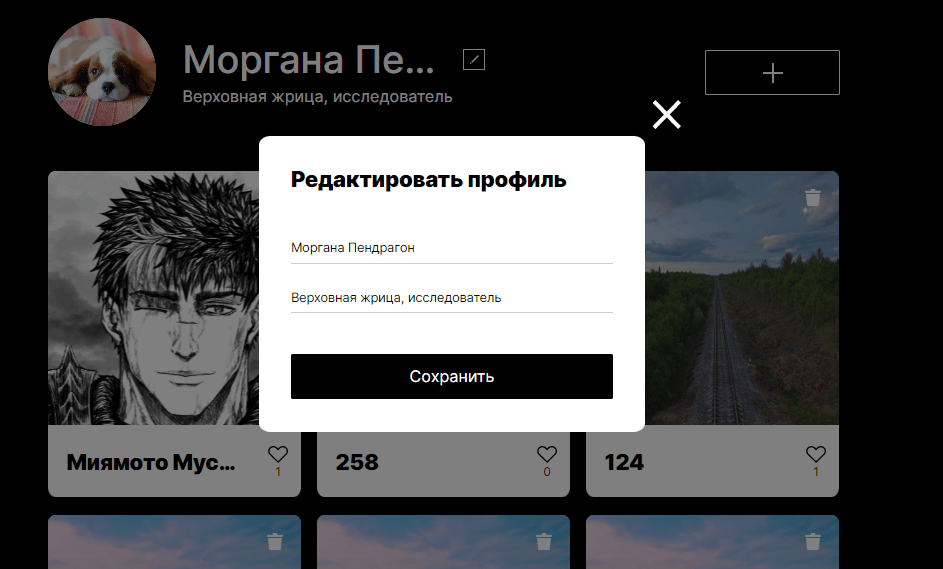 Моргана Пе...
Верховная жрица, исследователь
Редактировать профиль
Моргана Пендрагон
Верховная жрица, исследователь
Сохранить
Миямото Мус...
1
258
0
124
1